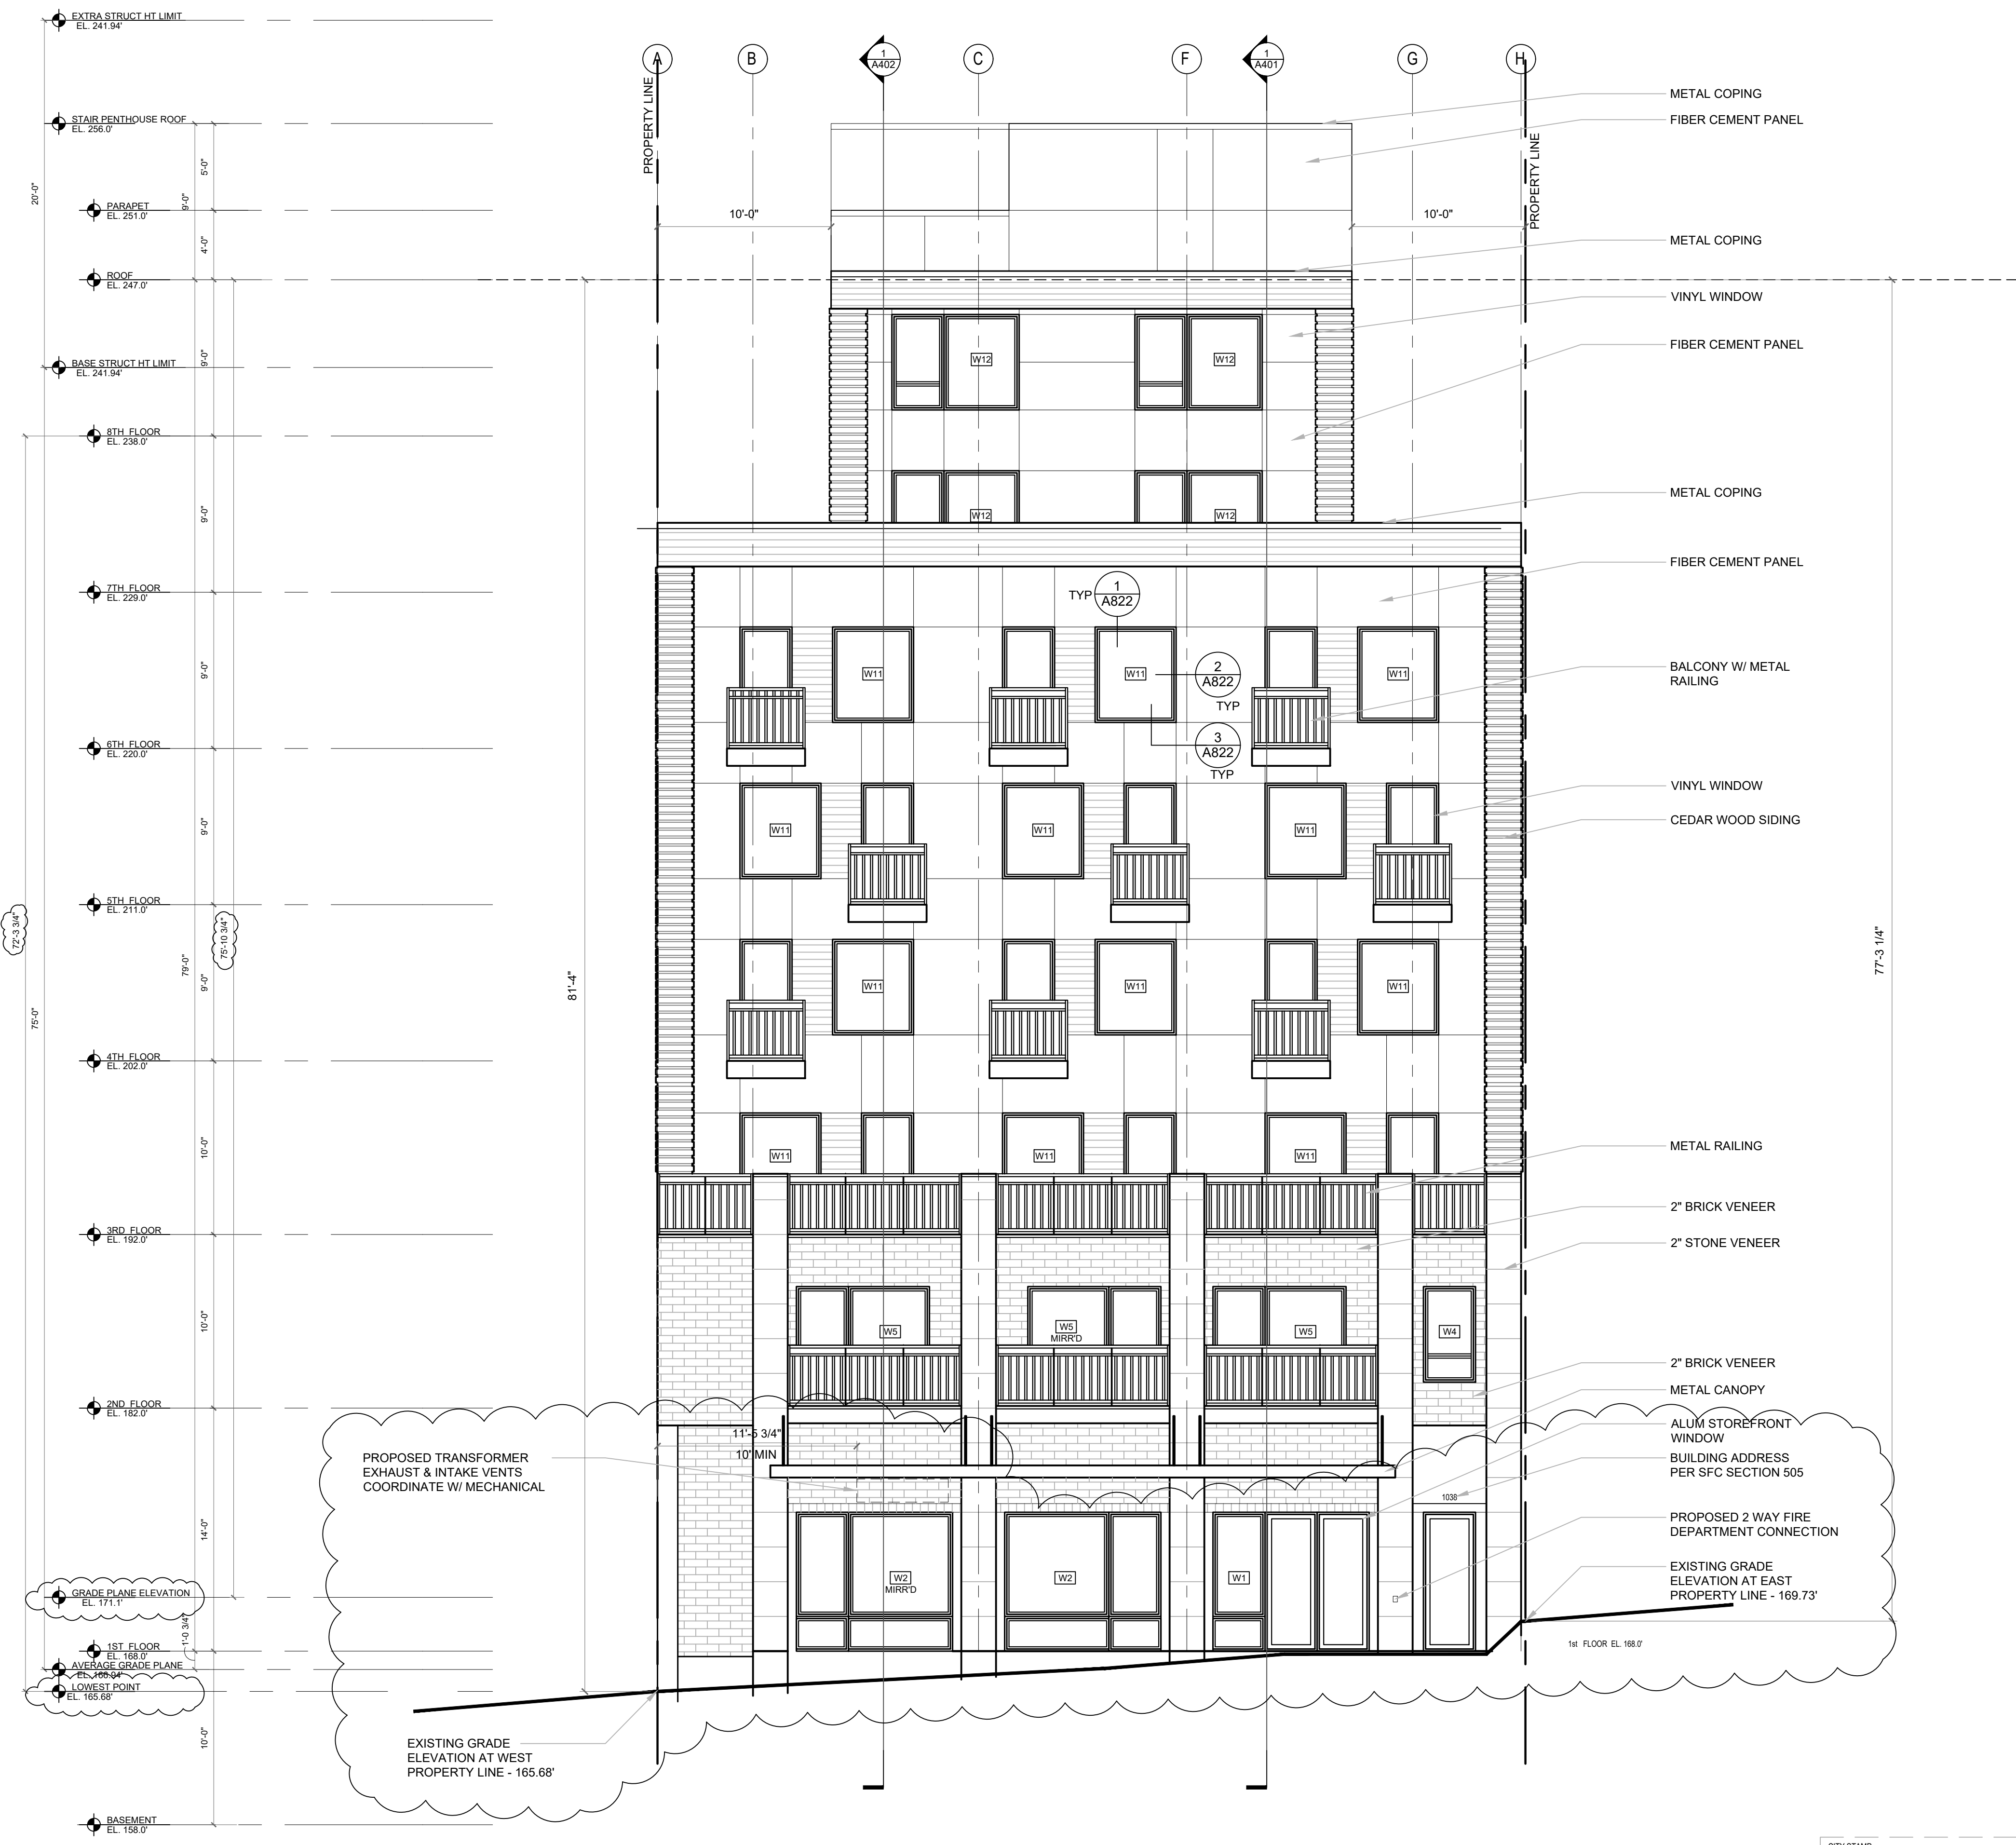 EXTRA STRUCT HT LIMIT
EL. 241.94'
STAIR PENTHOUSE ROOF
EL. 256.0'
PARAPET
EL. 251.0'
ROOF
EL. 247.0'
BASE STRUCT HT LIMIT
EL. 241.94'
8TH FLOOR
EL. 238.0'
7TH FLOOR
EL. 229.0'
6TH FLOOR
EL. 220.0'
5TH FLOOR
EL. 211.0'
4TH FLOOR
EL. 202.0'
3RD FLOOR
EL. 192.0'
2ND FLOOR
EL. 182.0'
GRADE PLANE ELEVATION
EL. 171.1'
1ST FLOOR
EL. 168.0'
AVERAGE GRADE PLANE
LOWEST POINT
EL. 165.68'
BASEMENT
EL. 158.0'
20'-0"
72'-3 3/4"
75'-0"
9'-0"
79'-0"
1'-0 3/4"
5'-0"
4'-0"
9'-0"
9'-0"
9'-0"
9'-0"
9'-0"
10'-0"
10'-0"
14'-0"
10'-0"
75'-10 3/4"
81'-4"
77'-3 1/4"
A
B
1
A402
C
F
1
A401
G
H
PROPERTY LINE
PROPERTY LINE
10'-0"
10'-0"
W12
W12
W12
W12
TYP
1
A822
2
A822
TYP
3
A822
TYP
W11
W11
W11
W11
W11
W11
W11
W11
W11
W11
W11
W11
W5
W5
MIRR'D
W5
W4
11'-5 3/4"
10' MIN
1038
W2
MIRR'D
W2
W1
METAL COPING
FIBER CEMENT PANEL
METAL COPING
VINYL WINDOW
FIBER CEMENT PANEL
METAL COPING
FIBER CEMENT PANEL
BALCONY W/ METAL
RAILING
VINYL WINDOW
CEDAR WOOD SIDING
METAL RAILING
2" BRICK VENEER
2" STONE VENEER
2" BRICK VENEER
METAL CANOPY
ALUM STOREFRONT
WINDOW
BUILDING ADDRESS
PER SFC SECTION 505
PROPOSED 2 WAY FIRE
DEPARTMENT CONNECTION
EXISTING GRADE
ELEVATION AT EAST
PROPERTY LINE - 169.73'
1st FLOOR EL. 168.0'
PROPOSED TRANSFORMER
EXHAUST & INTAKE VENTS
COORDINATE W/ MECHANICAL
EXISTING GRADE
ELEVATION AT WEST
PROPERTY LINE - 165.68'